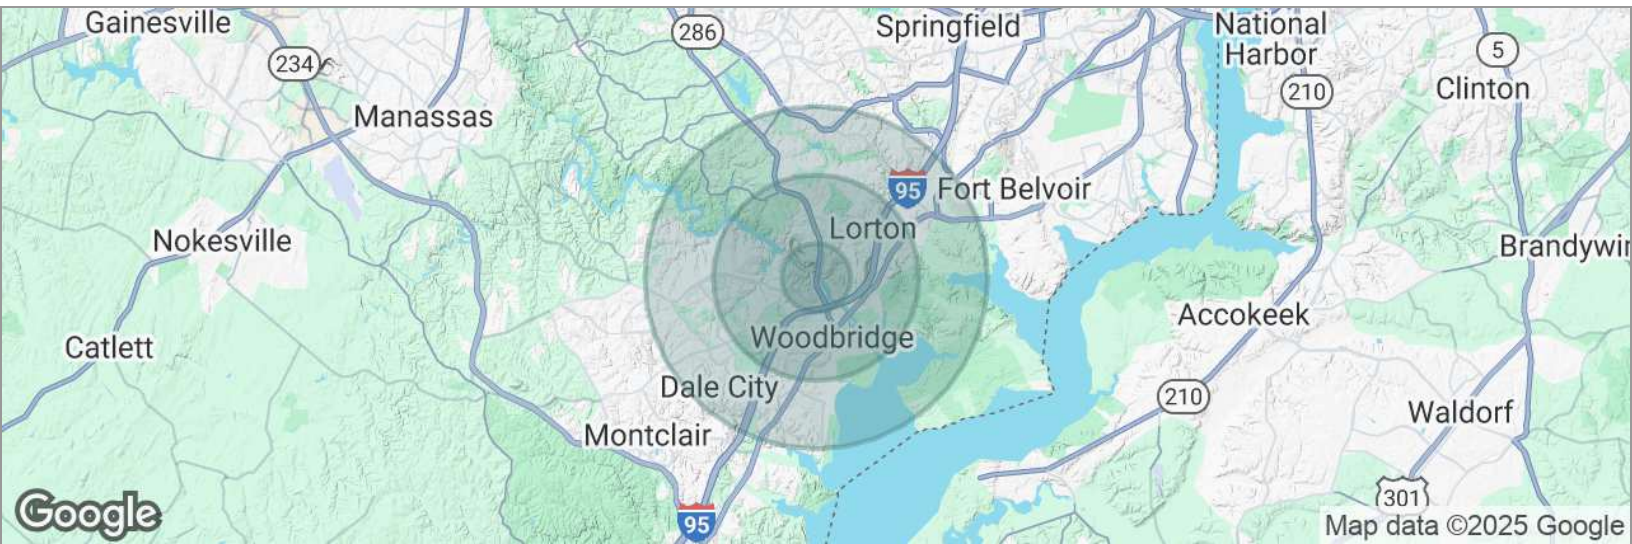 Gainesville
286
Springfield
National
Harbor
5
234
210
Clinton
Manassas
95
Fort Belvoir
Lorton
Nokesville
Brandywin
Accokeek
Woodbridge
Catlett
Dale City
210
Waldorf
Montclair
301
Google
95
Map data ©2025 Google